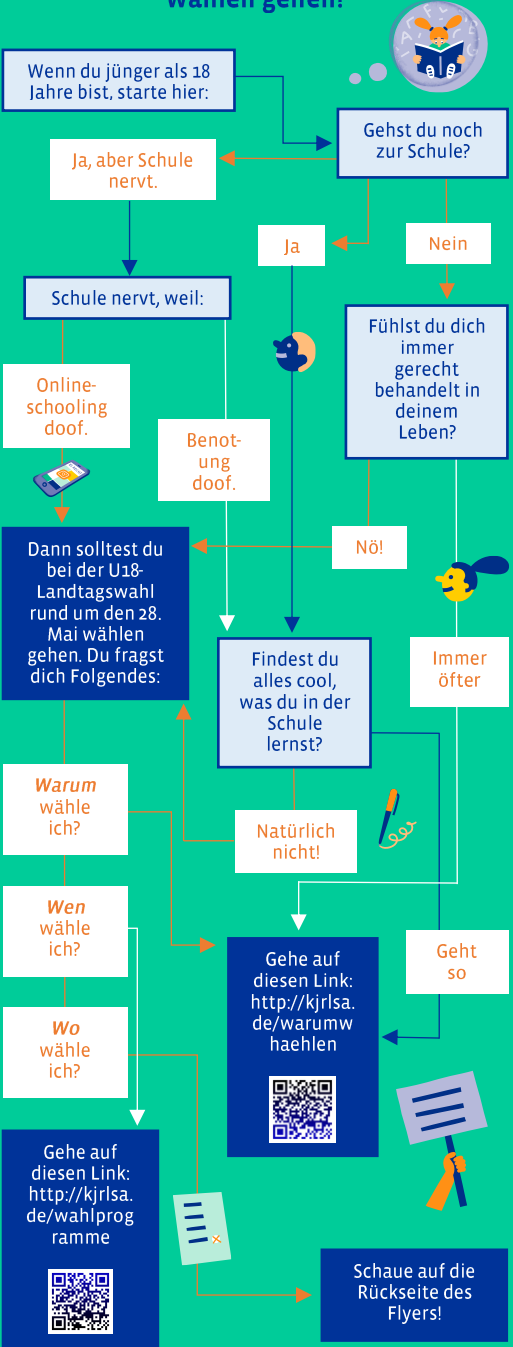 wählen gehen!
Wenn du jünger als 18
Jahre bist, starte hier:
Gehst du noch
zur Schule?
Ja, aber Schule
nervt.
Ja
Nein
Schule nervt, weil:
Fühlst du dich
immer
gerecht
behandelt in
deinem
Leben?
Online-
schooling
doof.
Benot-
ung
doof.
Nö!
Dann solltest du
bei der U18-
Landtagswahl
rund um den 28.
Mai wählen
gehen. Du fragst
dich Folgendes:
Findest du
alles cool,
was du in der
Schule
lernst?
Immer
öfter
Warum
wähle
ich?
Natürlich
nicht!
Wen
wähle
ich?
Geht
so
Gehe auf
diesen Link:
http://kjrlsa.
de/warumw
haehlen
Wo
wähle
ich?
Gehe auf
diesen Link:
http://kjrlsa.
de/wahlprog
ramme
Schaue auf die
Rückseite des
Flyers!